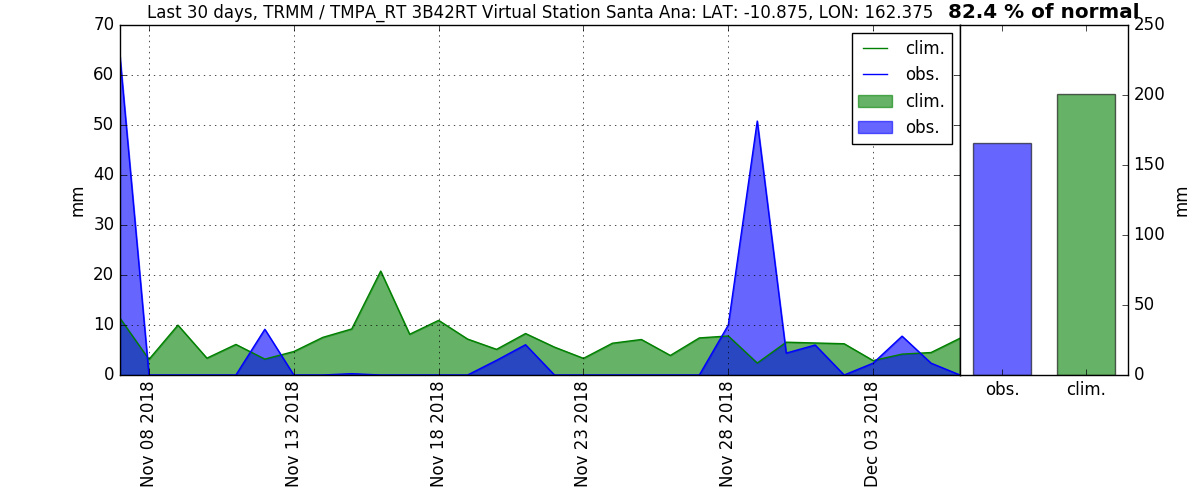 Last 30 days, TRMM / TMPA_RT 3B42RT Virtual Station Santa Ana: LAT: -10.875, LON: 162.375
82.4 % of normal
70
60
50
40
30
20
10
0
mm
clim.
obs.
clim.
obs.
Nov 08 2018
Nov 13 2018
Nov 18 2018
Nov 23 2018
Nov 28 2018
Dec 03 2018
250
200
150
100
50
0
mm
obs.
clim.